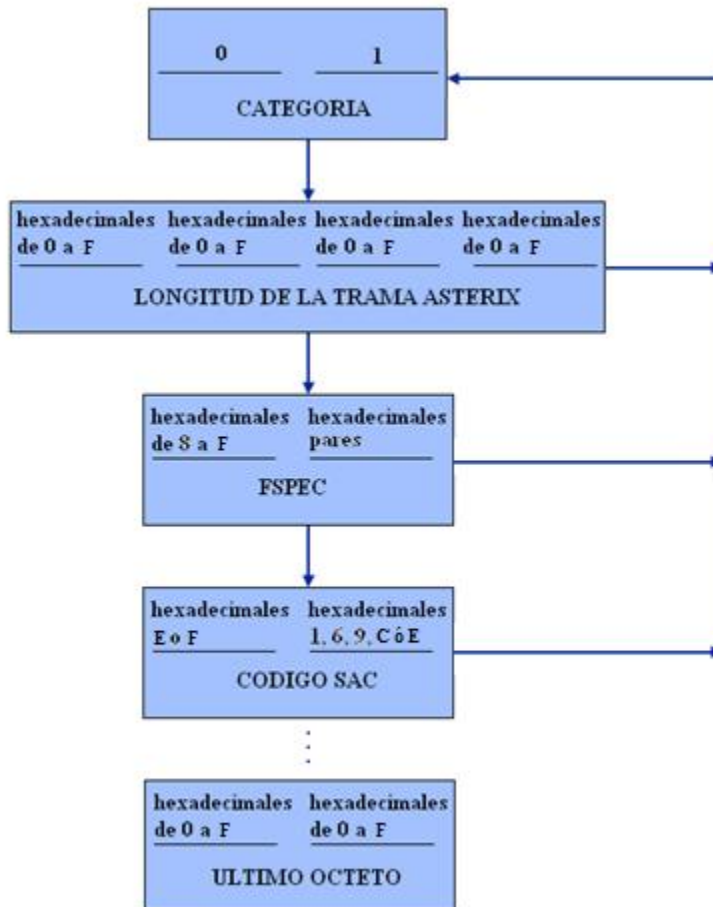 0 1
CATEGORIA
hexadecimales hexadecimales hexadecimales hexadecimales
de 0 a F de 0 a F de 0 a F de 0 a F
LONGITUD DE LA TRAMA ASTERIX
hexadecimales hexadecimales
de 8 a F pares
FSPEC
hexadecimales hexadecimales
E o F 1, 6, 9, C ó E
CODIGO SAC
hexadecimales hexadecimales
de 0 a F de 0 a F
ULTIMO OCTETO